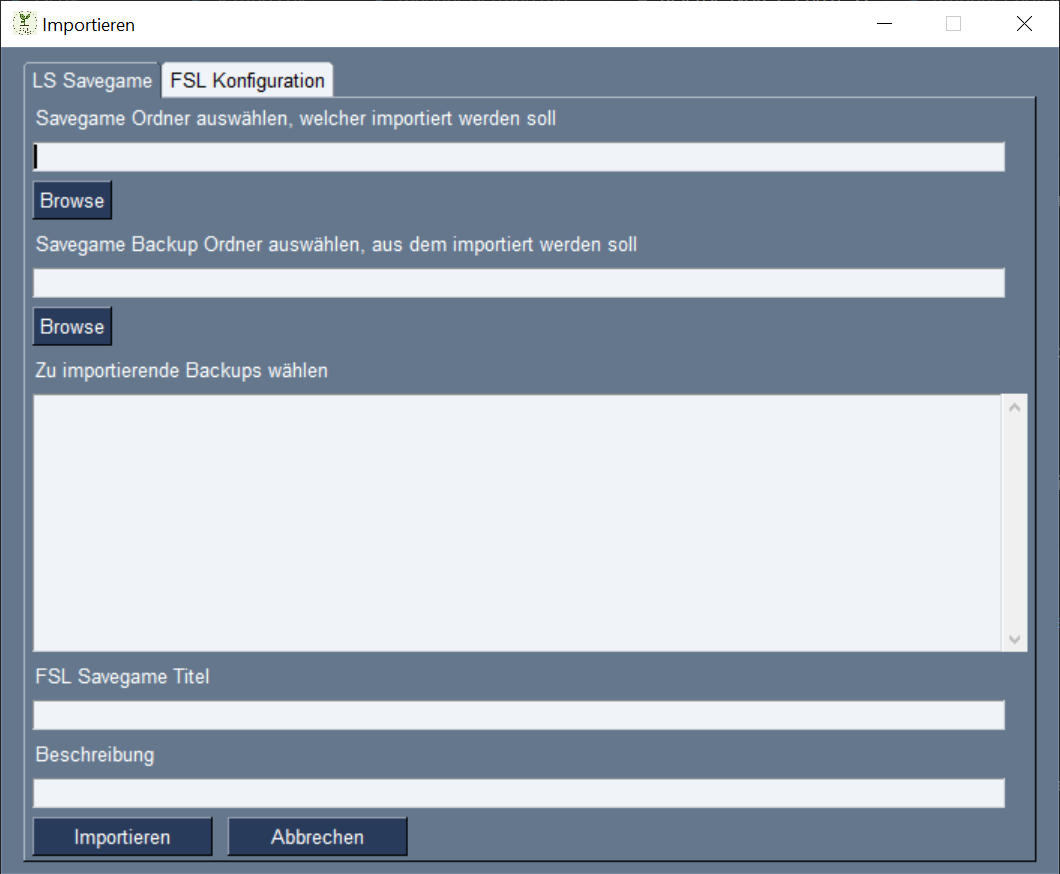 Importieren
LS Savegame FSL Konfiguration
Savegame Ordner auswählen, welcher importiert werden soll
Browse
Savegame Backup Ordner auswählen, aus dem importiert werden soll
Browse
Zu importierende Backups wählen
FSL Savegame Titel
Beschreibung
Importieren Abbrechen